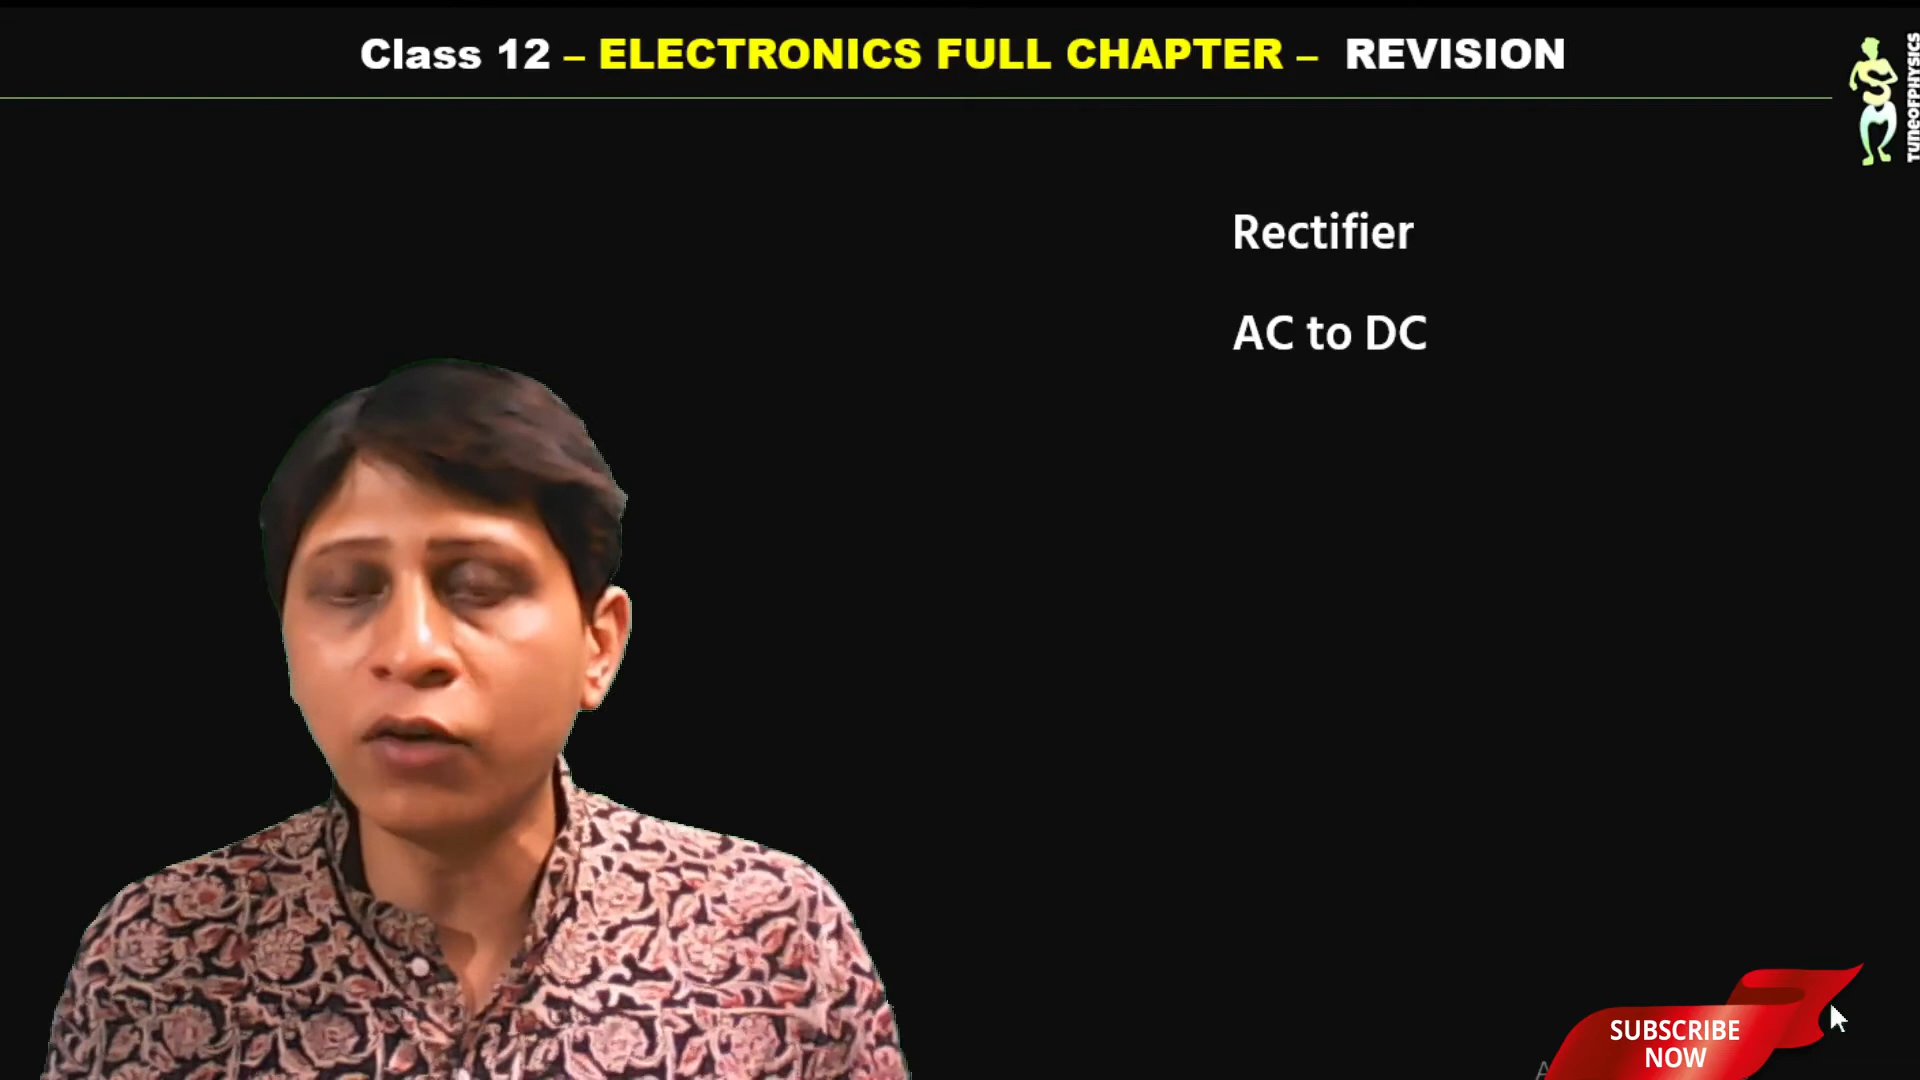 Class 12 – ELECTRONICS FULL CHAPTER – REVISION
TUNEOFPHYSICS
Rectifier
AC to DC
SUBSCRIBE
NOW